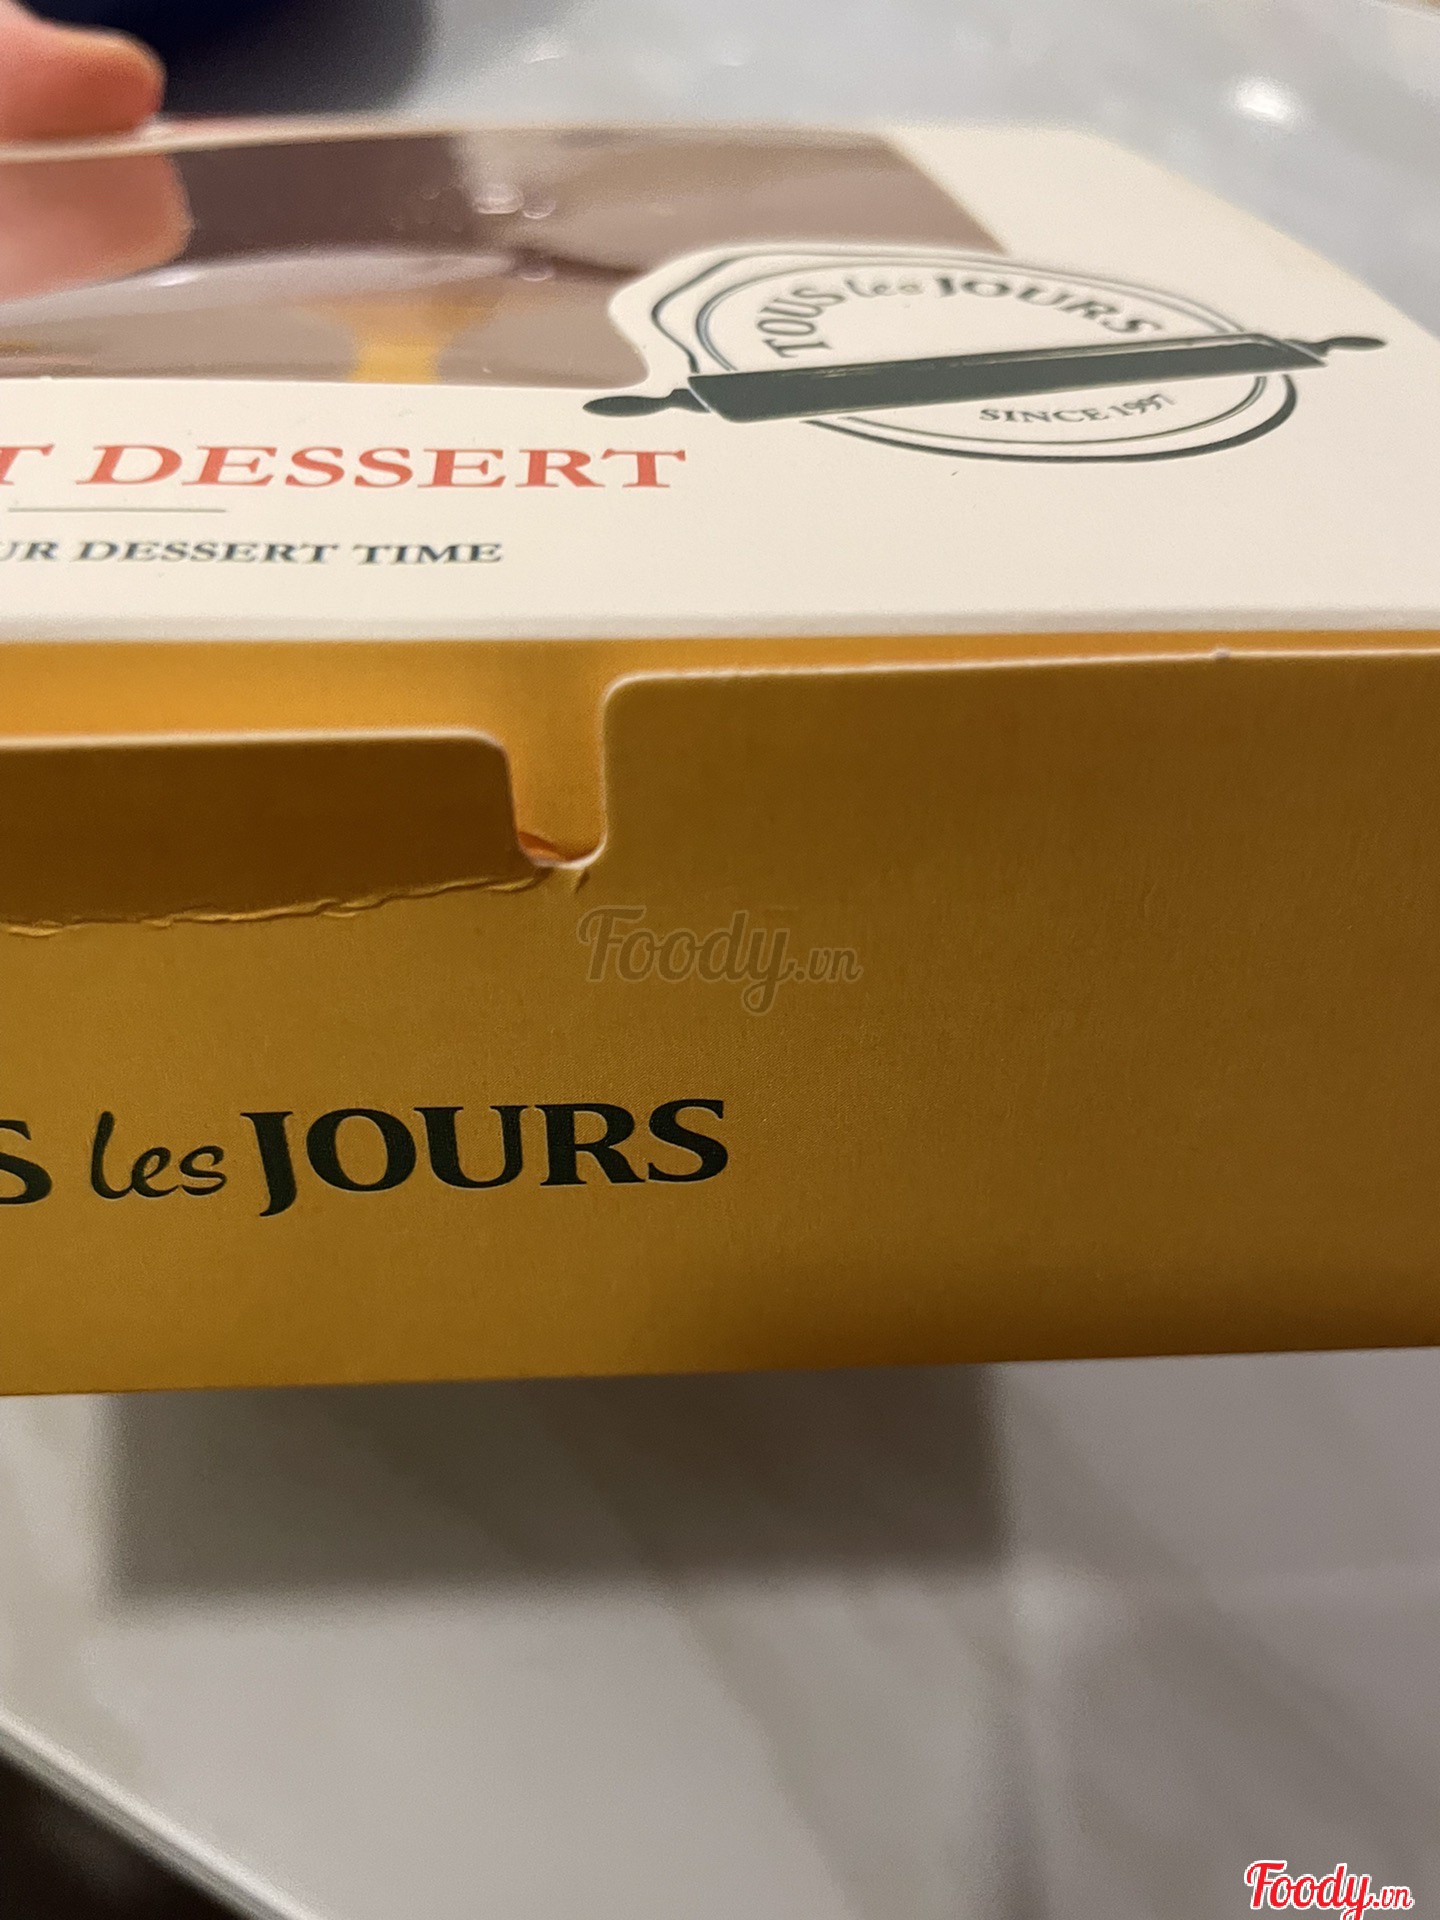 TOUS les JOURS
SINCE 1997
T DESSERT
UR DESSERT TIME
Foody.vn
S les JOURS
Foody.vn